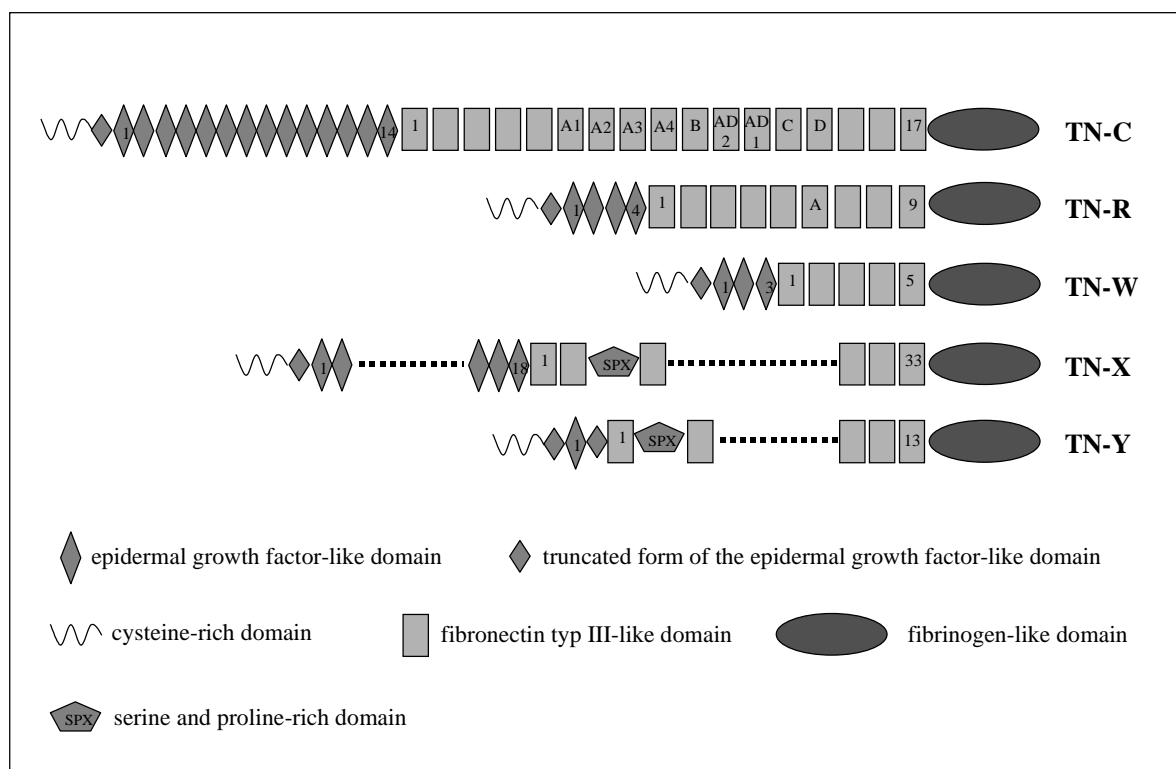 1 14 1 A1 A2 A3 A4 B AD 2 AD 1 C D 17 TN-C
1 4 1 A 9 TN-R
1 3 1 5 TN-W
1 18 1 SPX 33 TN-X
1 1 SPX 13 TN-Y
epidermal growth factor-like domain truncated form of the epidermal growth factor-like domain
cysteine-rich domain fibronectin typ III-like domain fibrinogen-like domain
SPX serine and proline-rich domain